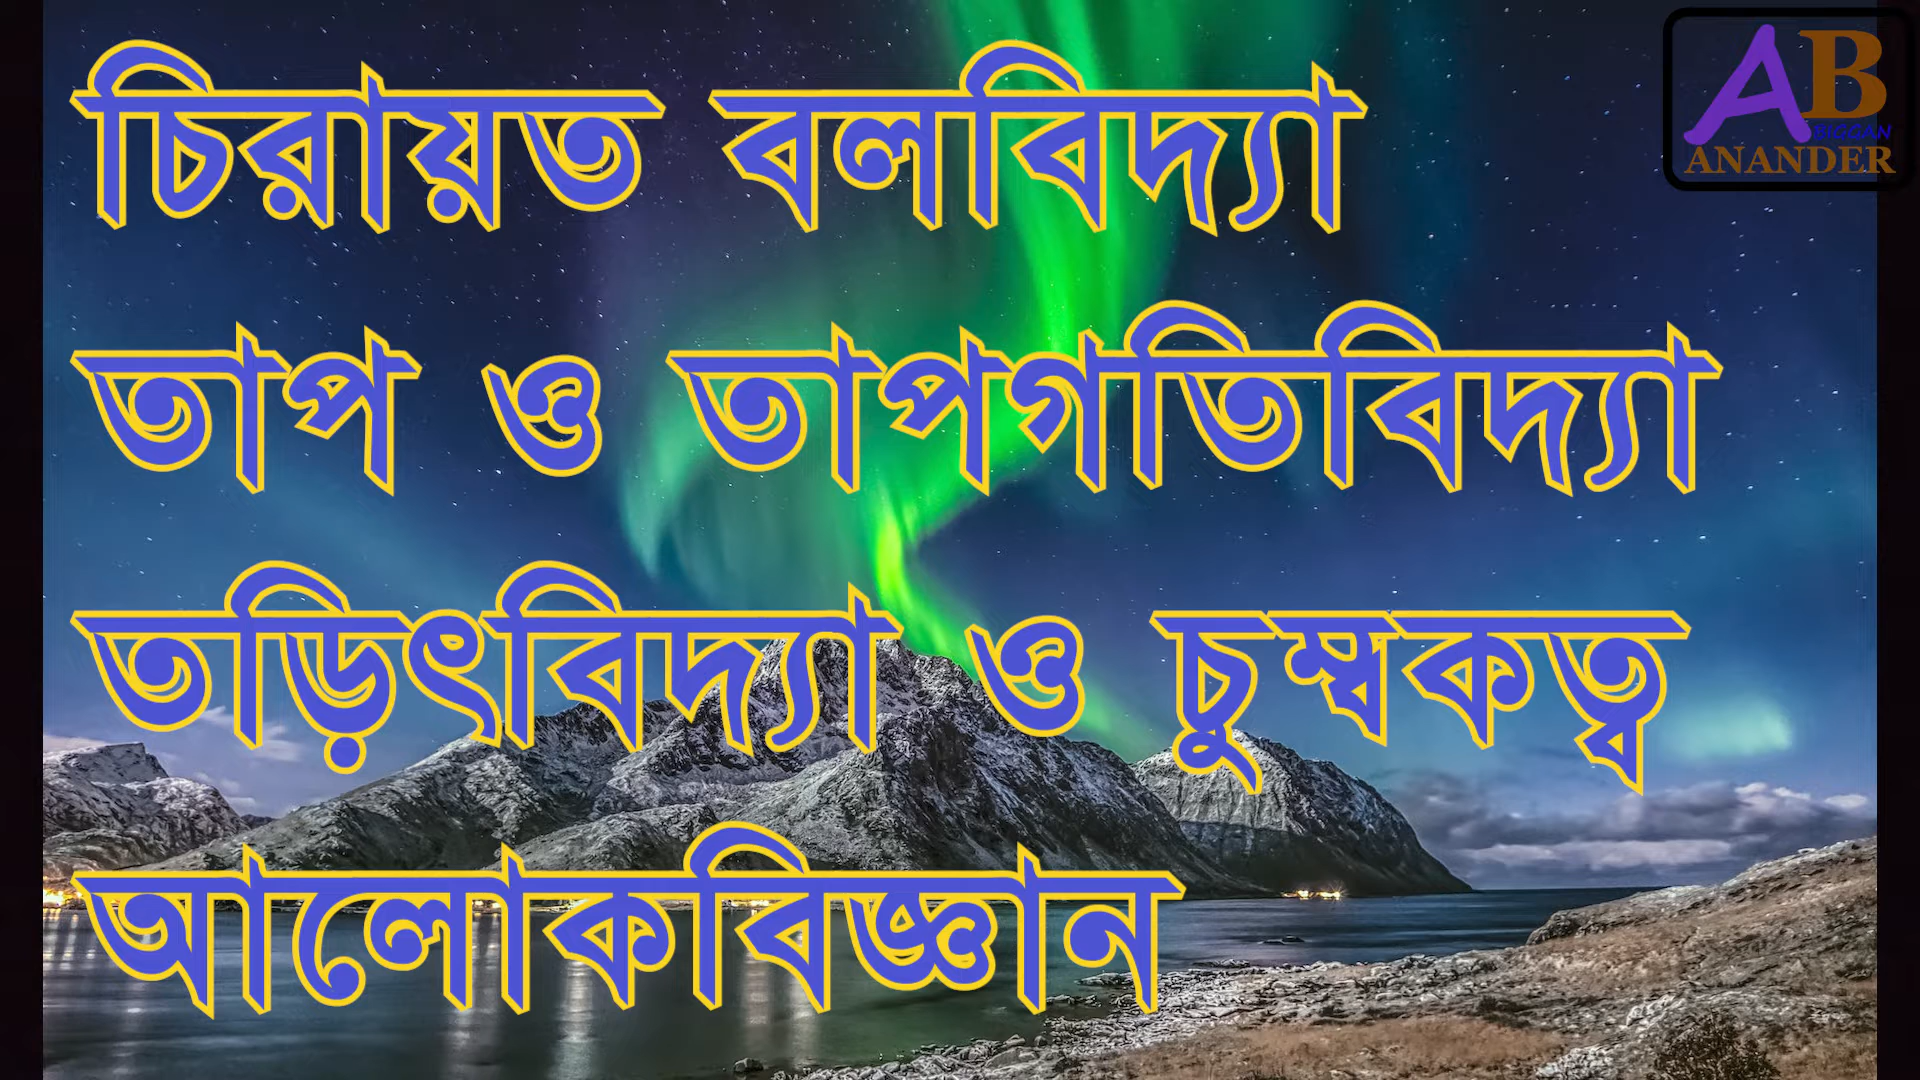 চিরায়ত বলবিদ্যা
তাপ ও তাপগতিবিদ্যা
তড়িৎবিদ্যা ও চুম্বকত্ব
আলোকবিজ্ঞান
AB
BIGGAN
ANANDER